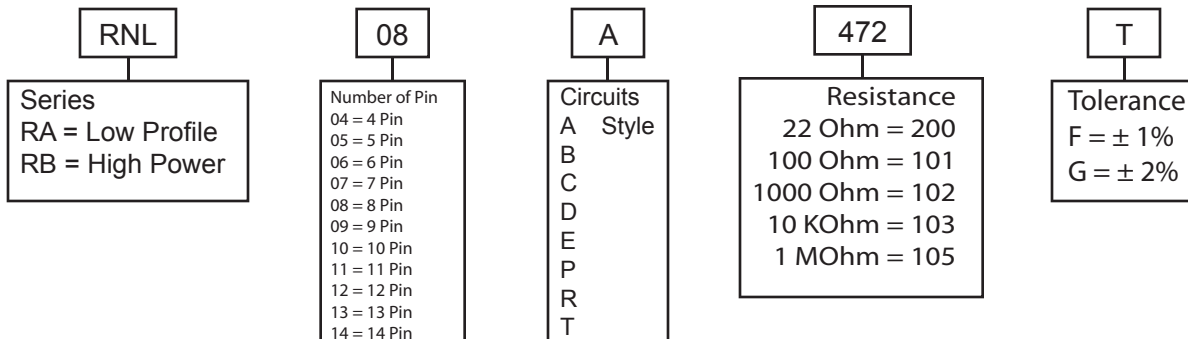 RNL
08
A
472
T
Series
RA = Low Profile
RB = High Power
Number of Pin
04 = 4 Pin
05 = 5 Pin
06 = 6 Pin
07 = 7 Pin
08 = 8 Pin
09 = 9 Pin
10 = 10 Pin
11 = 11 Pin
12 = 12 Pin
13 = 13 Pin
14 = 14 Pin
Circuits
A Style
B
C
D
E
P
R
T
Resistance
22 Ohm = 200
100 Ohm = 101
1000 Ohm = 102
10 KOhm = 103
1 MOhm = 105
Tolerance
F = ± 1%
G = ± 2%